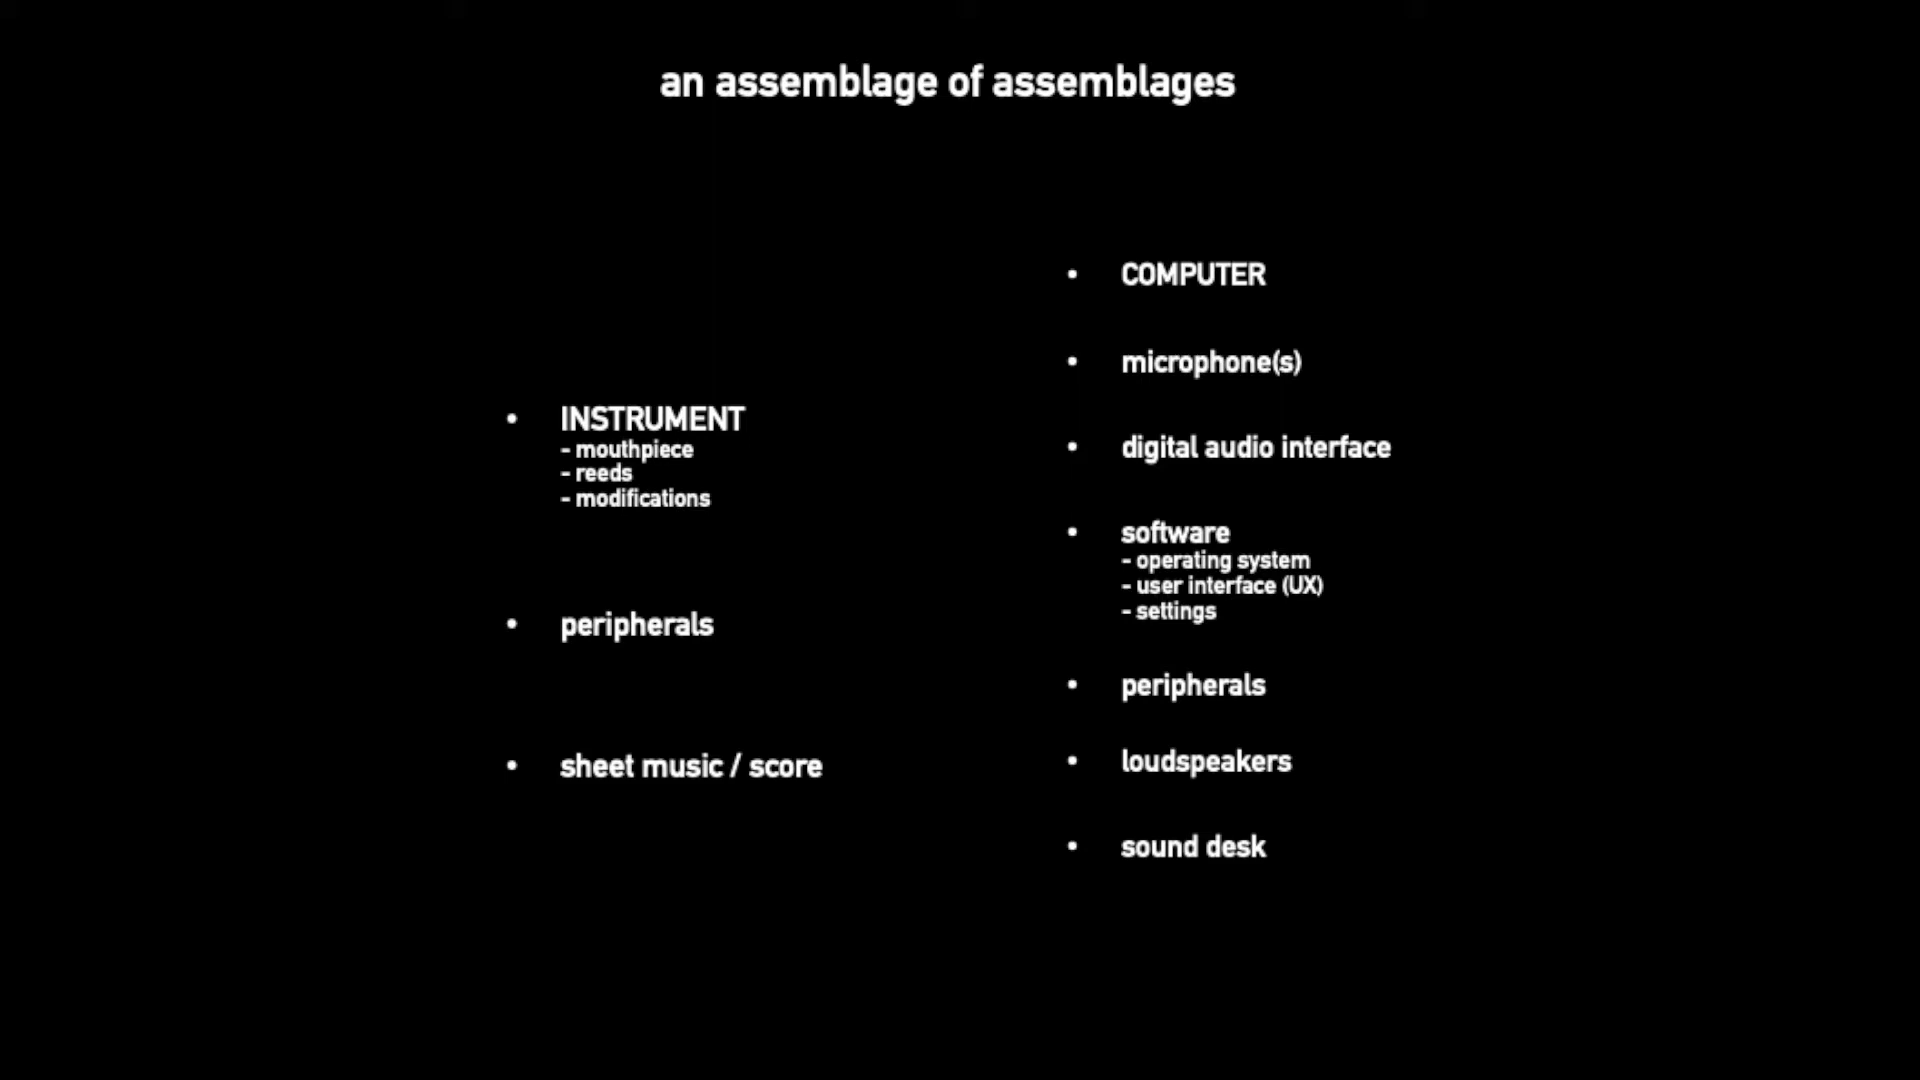 an assemblage of assemblages
• INSTRUMENT
- mouthpiece
- reeds
- modifications
• peripherals
• sheet music / score
• COMPUTER
• microphone(s)
• digital audio interface
• software
- operating system
- user interface (UX)
- settings
• peripherals
• loudspeakers
• sound desk